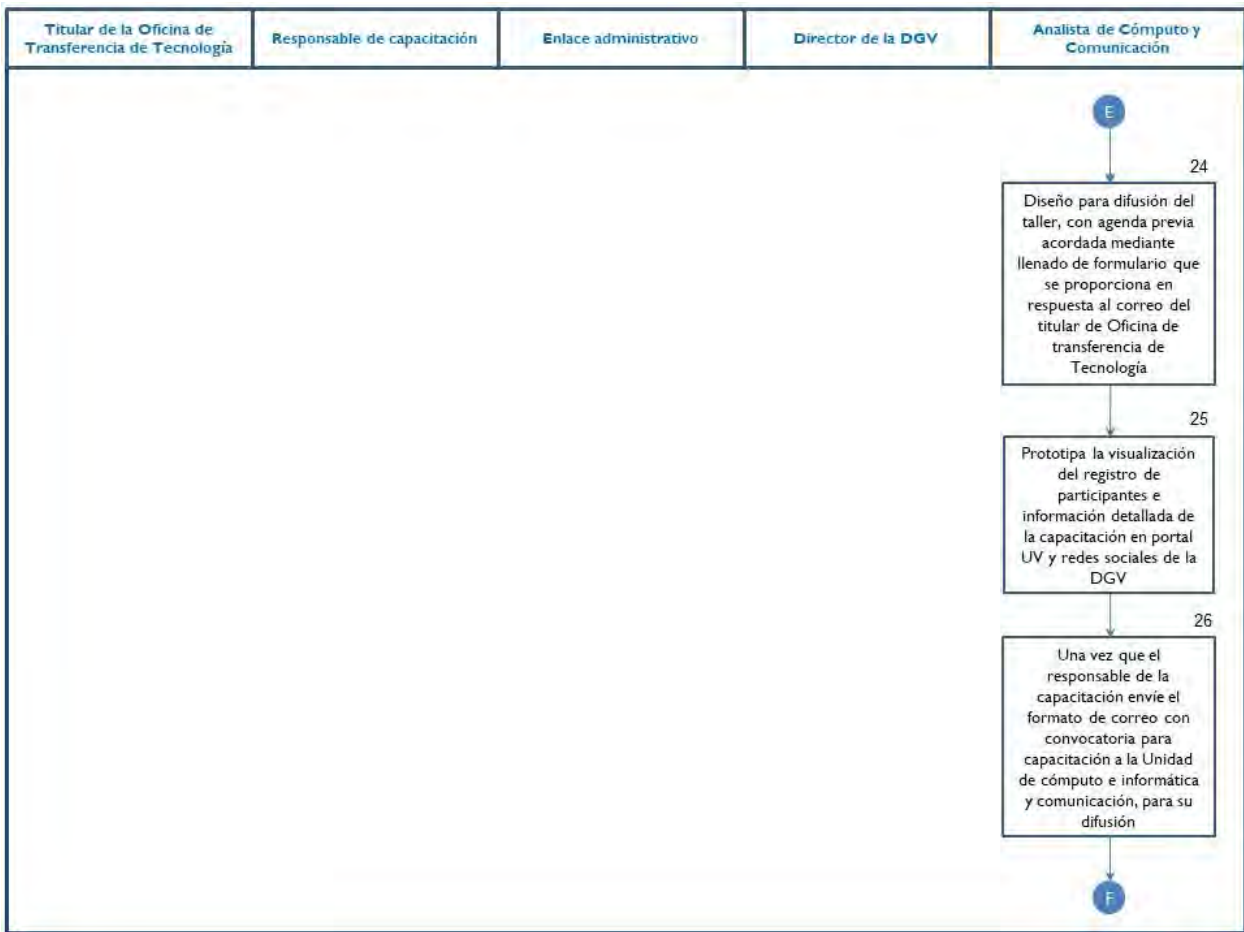 Titular de la Oficina de
Transferencia de Tecnología
Responsable de capacitación
Enlace administrativo
Director de la DGV
Analista de Cómputo y
Comunicación
E
24
Diseño para difusión del
taller, con agenda previa
acordada mediante
llenado de formulario que
se proporciona en
respuesta al correo del
titular de Oficina de
transferencia de
Tecnología
25
Prototipa la visualización
del registro de
participantes e
información detallada de
la capacitación en portal
UV y redes sociales de la
DGV
26
Una vez que el
responsable de la
capacitación envíe el
formato de correo con
convocatoria para
capacitación a la Unidad
de cómputo e informática
y comunicación, para su
difusión
F